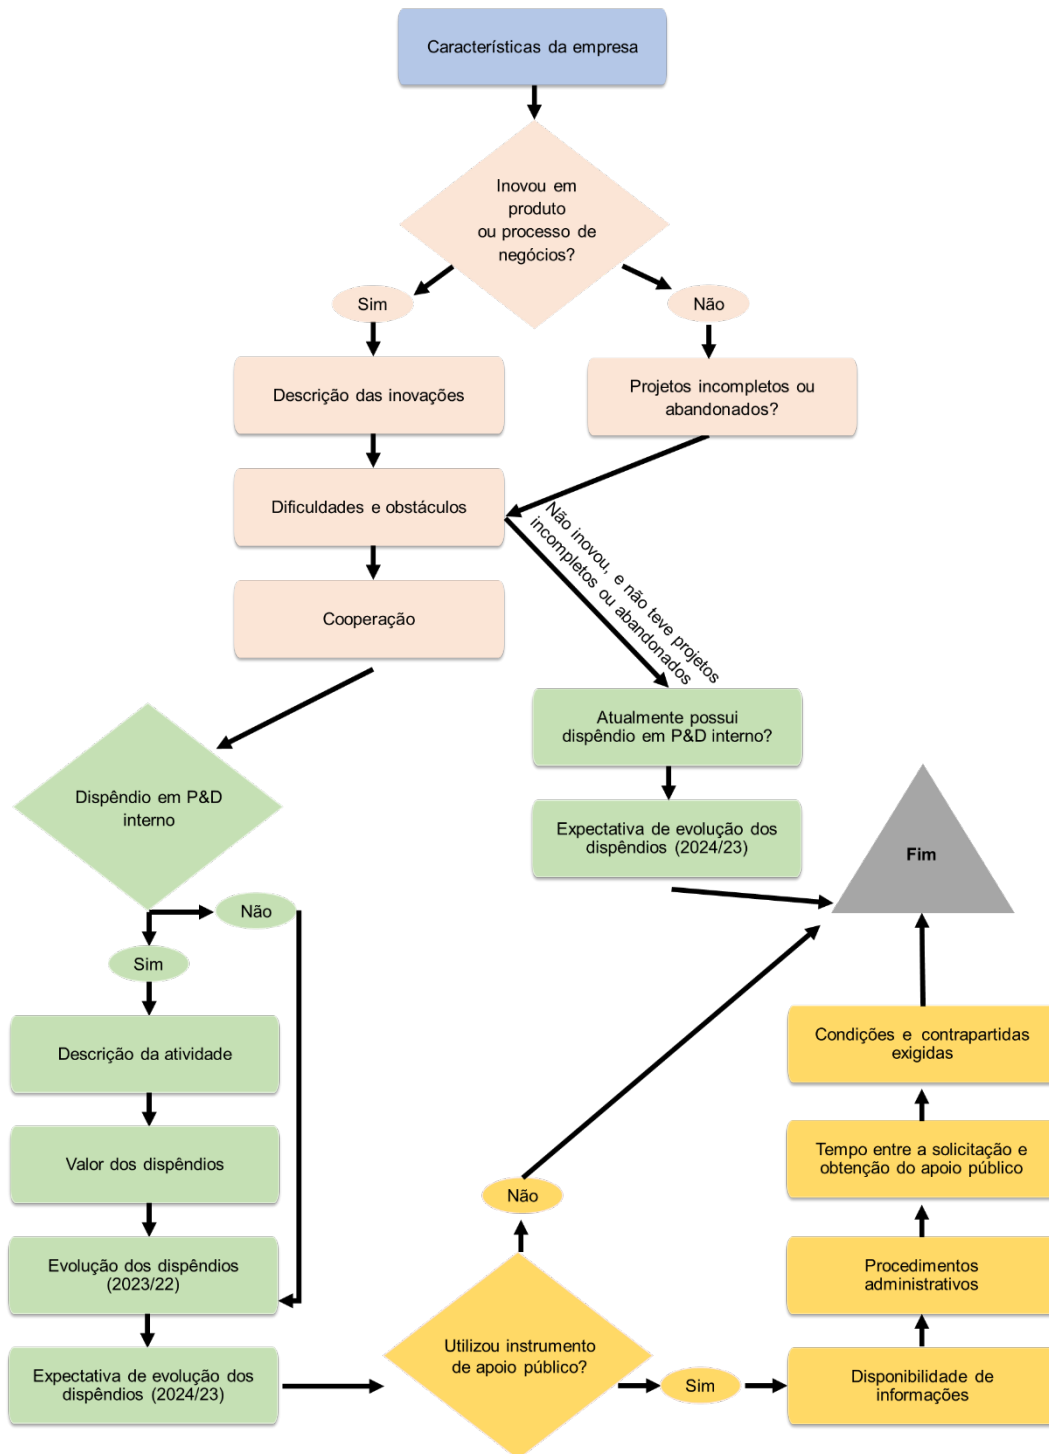 Características da empresa
Inovou em
produto
ou processo de
negócios?
Sim
Não
Descrição das inovações
Projetos incompletos ou
abandonados?
Dificuldades e obstáculos
Não inovou, e não teve projetos
incompletos ou abandonados
Cooperação
Atualmente possui
dispêndio em P&D interno?
Dispêndio em P&D
interno
Expectativa de evolução dos
dispêndios (2024/23)
Fim
Não
Sim
Descrição da atividade
Condições e contrapartidas
exigidas
Valor dos dispêndios
Tempo entre a solicitação e
obtenção do apoio público
Não
Evolução dos dispêndios
(2023/22)
Procedimentos
administrativos
Expectativa de evolução dos
dispêndios (2024/23)
Utilizou instrumento
de apoio público?
Sim
Disponibilidade de
informações